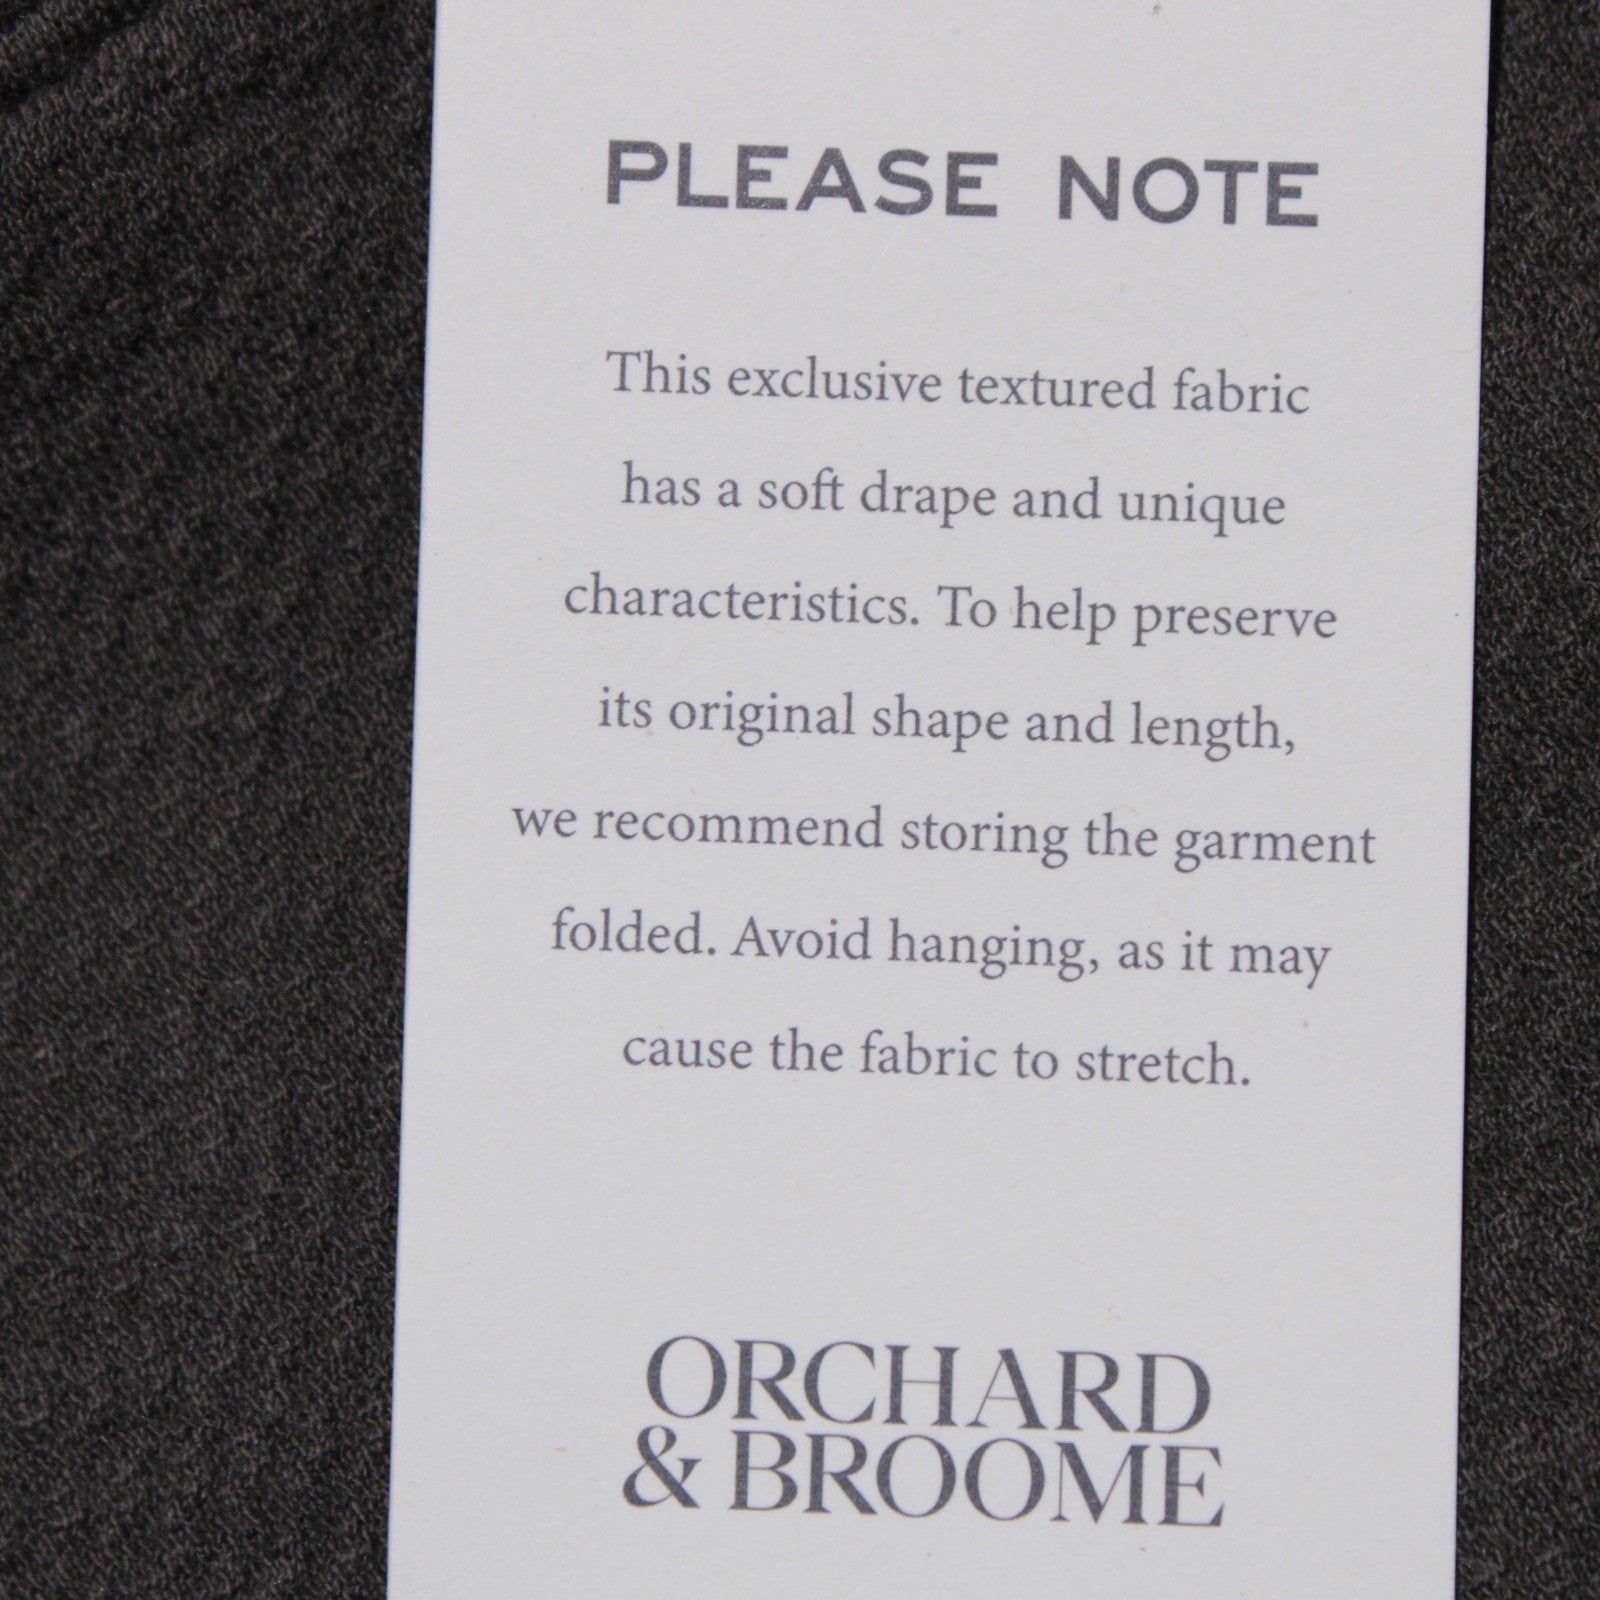 PLEASE NOTE
This exclusive textured fabric
has a soft drape and unique
characteristics. To help preserve
its original shape and length,
we recommend storing the garment
folded. Avoid hanging, as it may
cause the fabric to stretch.
ORCHARD
& BROOME